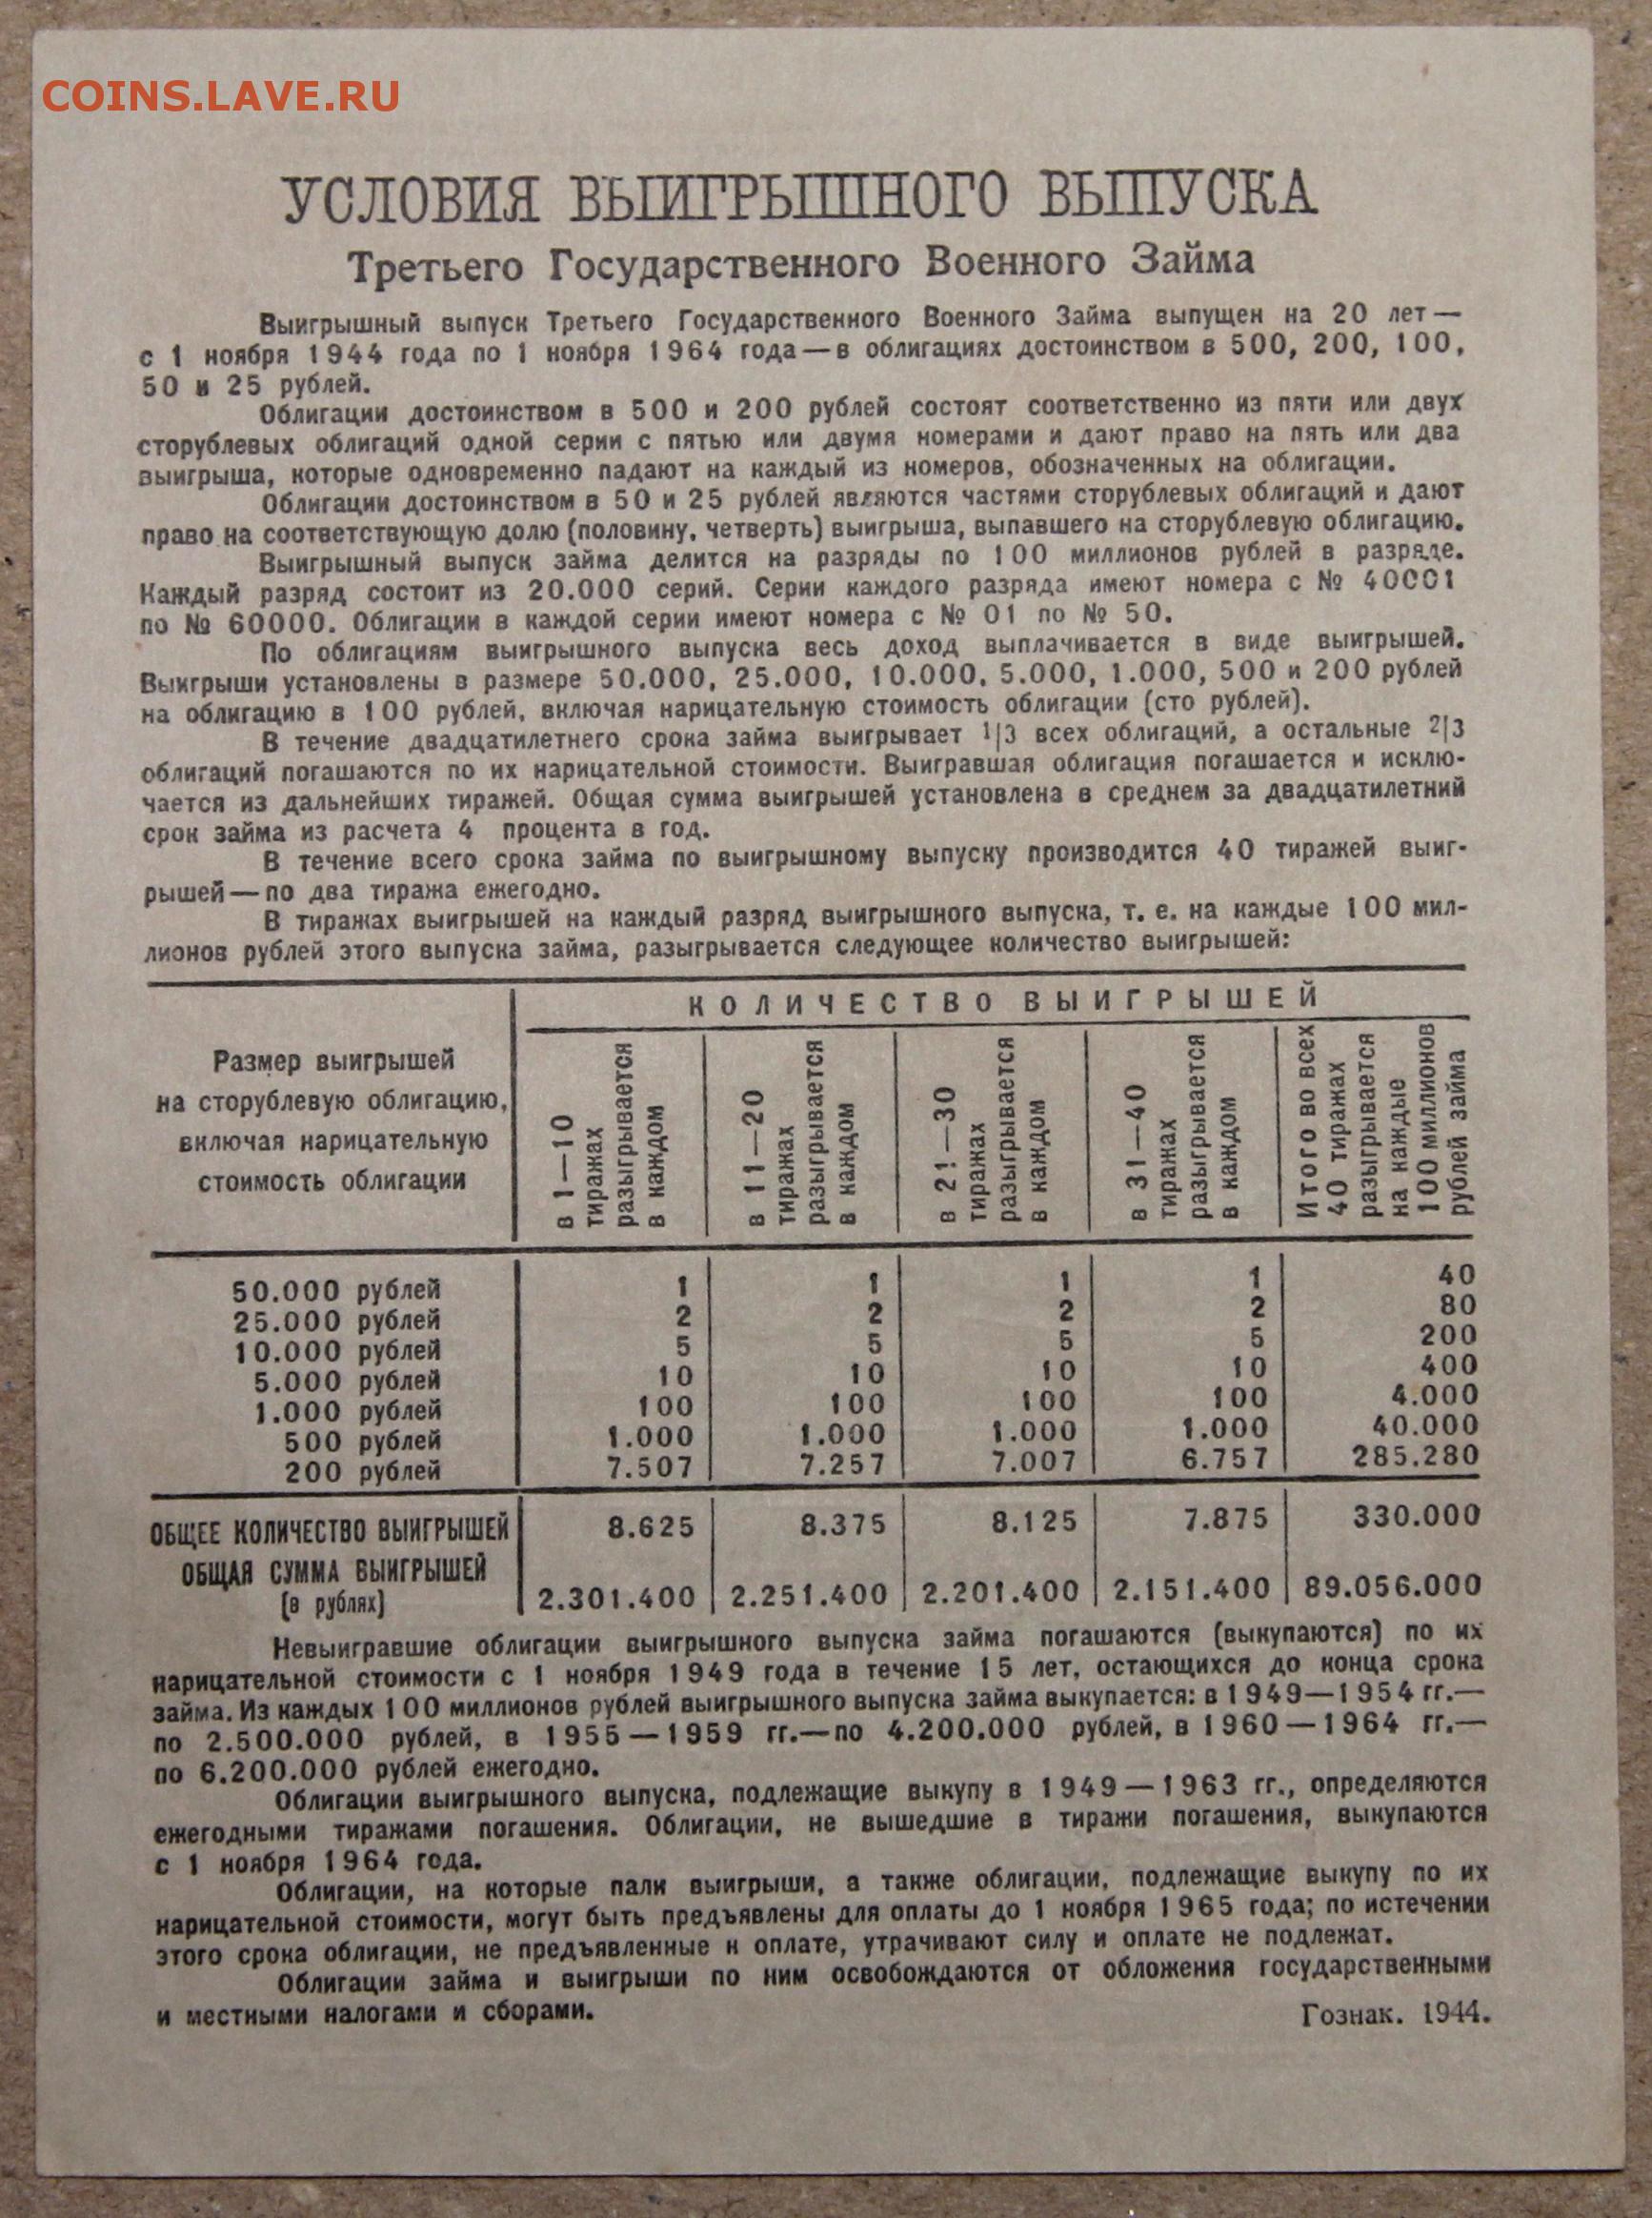 COINS.LAVE.RU
УСЛОВИЯ ВЫИГРЫШНОГО ВЫПУСКА
Третьего Государственного Военного Займа
Выигрышный выпуск Третьего Государственного Военного Займа выпущен на 20 лет —
с 1 ноября 1944 года по 1 ноября 1964 года — в облигациях достоинством в 500, 200, 100,
50 и 25 рублей.
Облигации достоинством в 500 и 200 рублей состоят соответственно из пяти или двух
сторублевых облигаций одной серии с пятью или двумя номерами и дают право на пять или два
выигрыша, которые одновременно падают на каждый из номеров, обозначенных на облигации.
Облигации достоинством в 50 и 25 рублей являются частями сторублевых облигаций и дают
право на соответствующую долю (половину, четверть) выигрыша, выпавшего на сторублевую облигацию.
Выигрышный выпуск займа делится на разряды по 100 миллионов рублей в разряде.
Каждый разряд состоит из 20.000 серий. Серии каждого разряда имеют номера с № 40001
по № 60000. Облигации в каждой серии имеют номера с № 01 по № 50.
По облигациям выигрышного выпуска весь доход выплачивается в виде выигрышей.
Выигрыши установлены в размере 50.000, 25.000, 10.000, 5.000, 1.000, 500 и 200 рублей
на облигацию в 100 рублей, включая нарицательную стоимость облигации (сто рублей).
В течение двадцатилетнего срока займа выигрывает 1/3 всех облигаций, а остальные 2/3
облигаций погашаются по их нарицательной стоимости. Выигравшая облигация погашается и исклю-
чается из дальнейших тиражей. Общая сумма выигрышей установлена в среднем за двадцатилетний
срок займа из расчета 4 процента в год.
В течение всего срока займа по выигрышному выпуску производится 40 тиражей выиг-
рышей — по два тиража ежегодно.
В тиражах выигрышей на каждый разряд выигрышного выпуска, т. е. на каждые 100 мил-
лионов рублей этого выпуска займа, разыгрывается следующее количество выигрышей:
КОЛИЧЕСТВО ВЫИГРЫШЕЙ
Размер выигрышей
на сторублевую облигацию,
включая нарицательную
стоимость облигации
в 1—10
тиражах
разыгрывается
в каждом
в 11—20
тиражах
разыгрывается
в каждом
в 21—30
тиражах
разыгрывается
в каждом
в 31—40
тиражах
разыгрывается
в каждом
Итого во всех
40 тиражах
разыгрывается
на каждые
100 миллионов
рублей займа
50.000 рублей 1 1 1 1 40
25.000 рублей 2 2 2 2 80
10.000 рублей 5 5 5 5 200
5.000 рублей 10 10 10 10 400
1.000 рублей 100 100 100 100 4.000
500 рублей 1.000 1.000 1.000 1.000 40.000
200 рублей 7.507 7.257 7.007 6.757 285.280
ОБЩЕЕ КОЛИЧЕСТВО ВЫИГРЫШЕЙ 8.625 8.375 8.125 7.875 330.000
ОБЩАЯ СУММА ВЫИГРЫШЕЙ
(в рублях) 2.301.400 2.251.400 2.201.400 2.151.400 89.056.000
Невыигравшие облигации выигрышного выпуска займа погашаются (выкупаются) по их
нарицательной стоимости с 1 ноября 1949 года в течение 15 лет, остающихся до конца срока
займа. Из каждых 100 миллионов рублей выигрышного выпуска займа выкупается: в 1949—1954 гг.—
по 2.500.000 рублей, в 1955—1959 гг.—по 4.200.000 рублей, в 1960—1964 гг.—
по 6.200.000 рублей ежегодно.
Облигации выигрышного выпуска, подлежащие выкупу в 1949—1963 гг., определяются
ежегодными тиражами погашения. Облигации, не вышедшие в тиражи погашения, выкупаются
с 1 ноября 1964 года.
Облигации, на которые пали выигрыши, а также облигации, подлежащие выкупу по их
нарицательной стоимости, могут быть предъявлены для оплаты до 1 ноября 1965 года; по истечении
этого срока облигации, не предъявленные к оплате, утрачивают силу и оплате не подлежат.
Облигации займа и выигрыши по ним освобождаются от обложения государственными
и местными налогами и сборами.
Гознак. 1944.